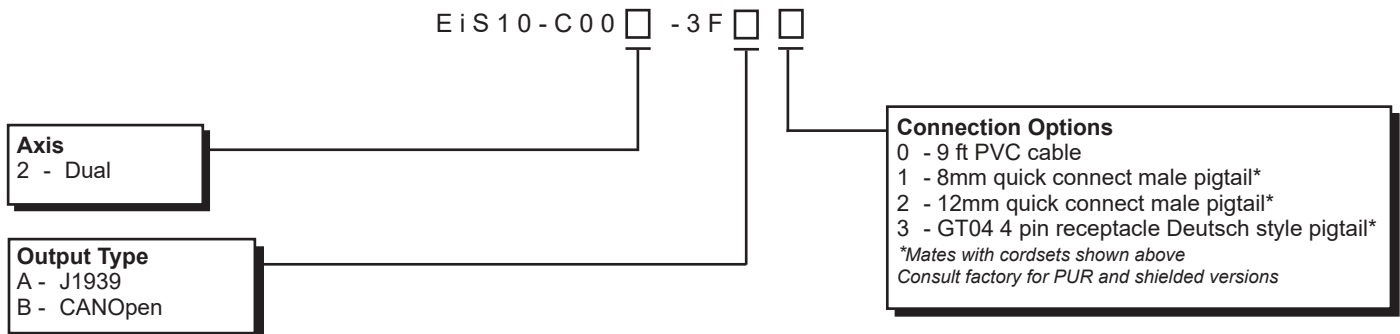 EiS10-C00 -3F
Axis
2 - Dual
Output Type
A - J1939
B - CANOpen
Connection Options
0 - 9 ft PVC cable
1 - 8mm quick connect male pigtail*
2 - 12mm quick connect male pigtail*
3 - GT04 4 pin receptacle Deutsch style pigtail*
*Mates with cordsets shown above
Consult factory for PUR and shielded versions